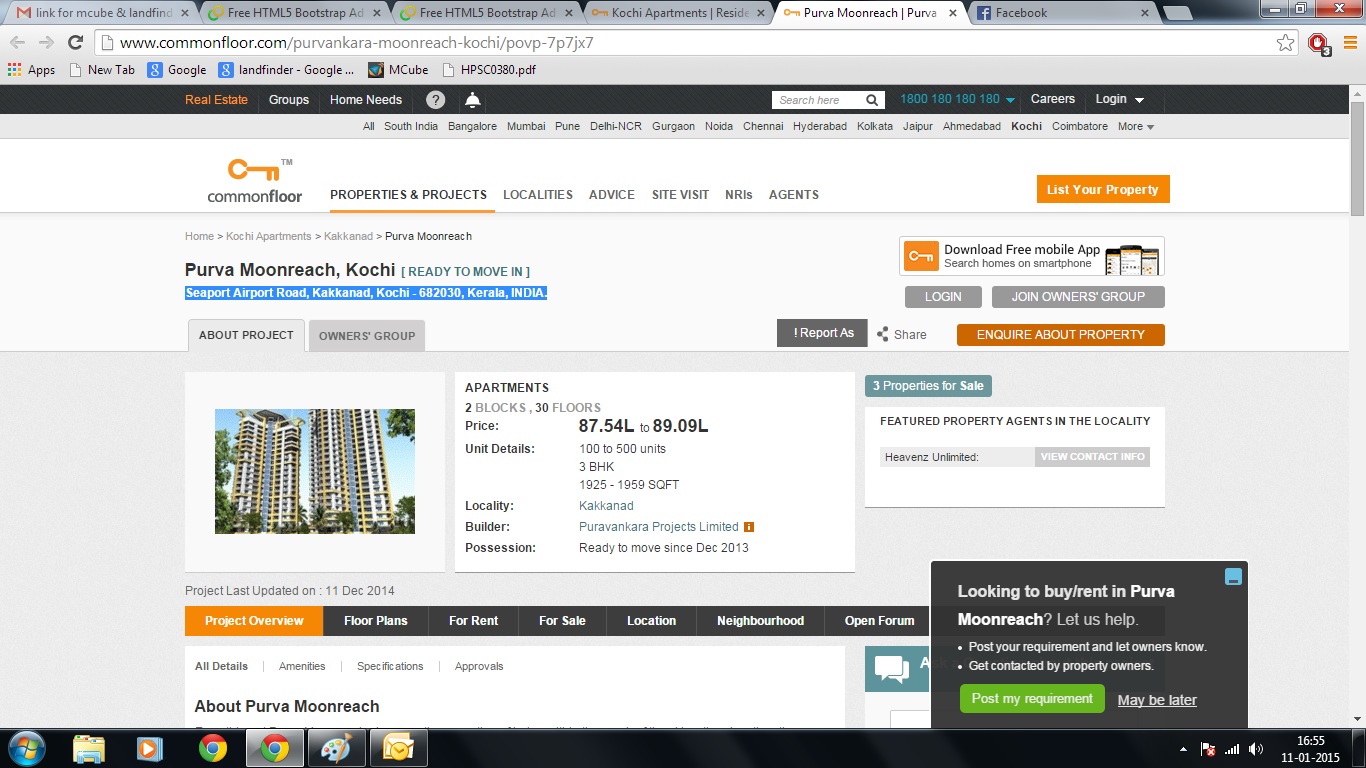 link for mcube & landfind
Free HTML5 Bootstrap Ad
Free HTML5 Bootstrap Ad
Kochi Apartments | Reside
Purva Moonreach | Purva
Facebook
www.commonfloor.com/purvankara-moonreach-kochi/povp-7p7jx7
3
Apps New Tab Google landfinder - Google ... MCube HPSC0380.pdf
Real Estate Groups Home Needs ? Search here 1800 180 180 180 Careers Login
All South India Bangalore Mumbai Pune Delhi-NCR Gurgaon Noida Chennai Hyderabad Kolkata Jaipur Ahmedabad Kochi Coimbatore More
commonfloor TM
PROPERTIES & PROJECTS LOCALITIES ADVICE SITE VISIT NRIs AGENTS
List Your Property
Home > Kochi Apartments > Kakkanad > Purva Moonreach
Purva Moonreach, Kochi [ READY TO MOVE IN ]
Seaport Airport Road, Kakkanad, Kochi - 682030, Kerala, INDIA.
Download Free mobile App
Search homes on smartphone
LOGIN JOIN OWNERS' GROUP
ABOUT PROJECT OWNERS' GROUP
! Report As Share ENQUIRE ABOUT PROPERTY
APARTMENTS
2 BLOCKS , 30 FLOORS
Price: 87.54L to 89.09L
Unit Details: 100 to 500 units
3 BHK
1925 - 1959 SQFT
Locality: Kakkanad
Builder: Puravankara Projects Limited i
Possession: Ready to move since Dec 2013
3 Properties for Sale
FEATURED PROPERTY AGENTS IN THE LOCALITY
Heavenz Unlimited: VIEW CONTACT INFO
Project Last Updated on : 11 Dec 2014
Project Overview Floor Plans For Rent For Sale Location Neighbourhood Open Forum
All Details Amenities Specifications Approvals
About Purva Moonreach
Looking to buy/rent in Purva
Moonreach? Let us help.
Post your requirement and let owners know.
Get contacted by property owners.
Post my requirement May be later
16:55
11-01-2015